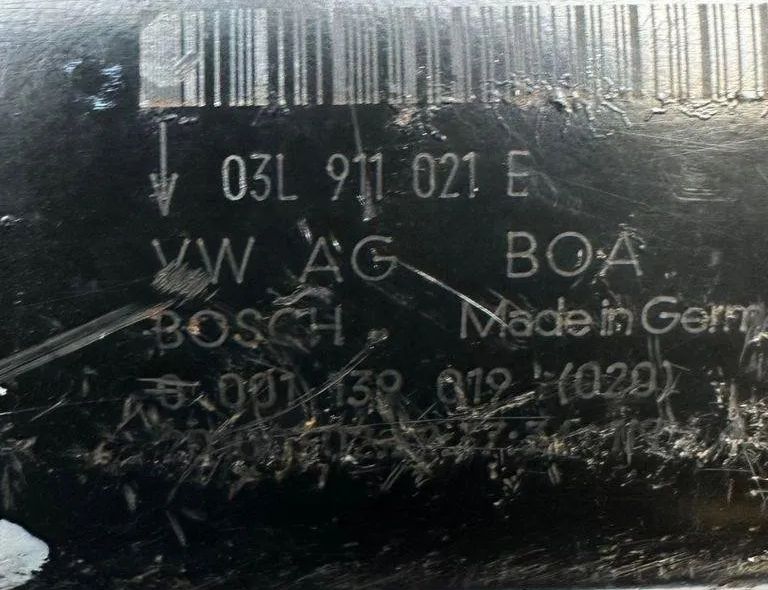 03L 911 021 E
VW AG BOA
BOSCH Made in Germ
0 001 139 019 (020)